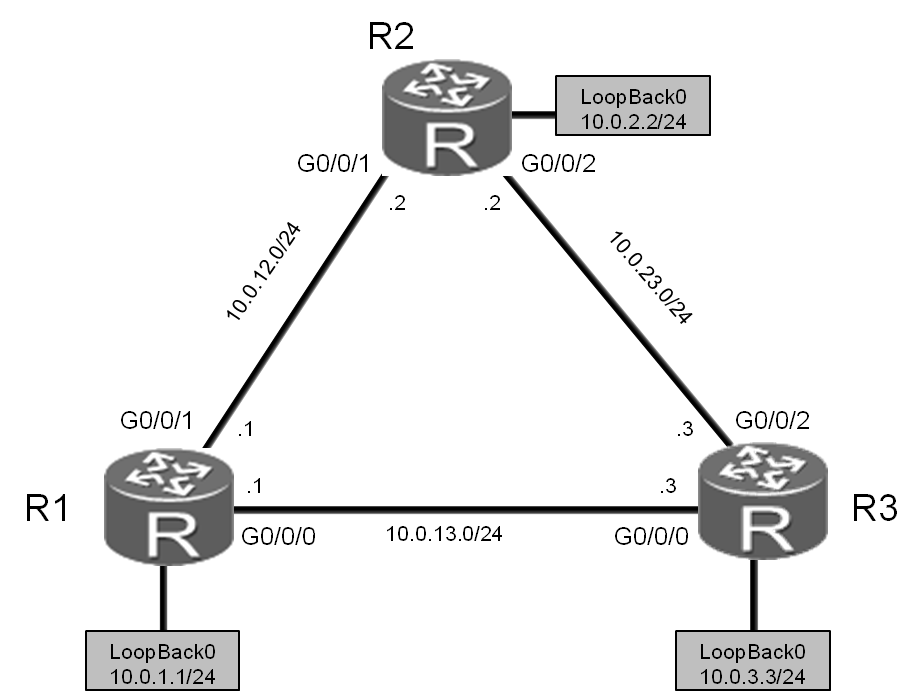 R2
LoopBack0
10.0.2.2/24
R
G0/0/1
G0/0/2
.2
.2
10.0.12.0/24
10.0.23.0/24
G0/0/1
G0/0/2
.1
.3
.1
.3
R1
R
R
R3
G0/0/0
10.0.13.0/24
G0/0/0
LoopBack0
10.0.1.1/24
LoopBack0
10.0.3.3/24